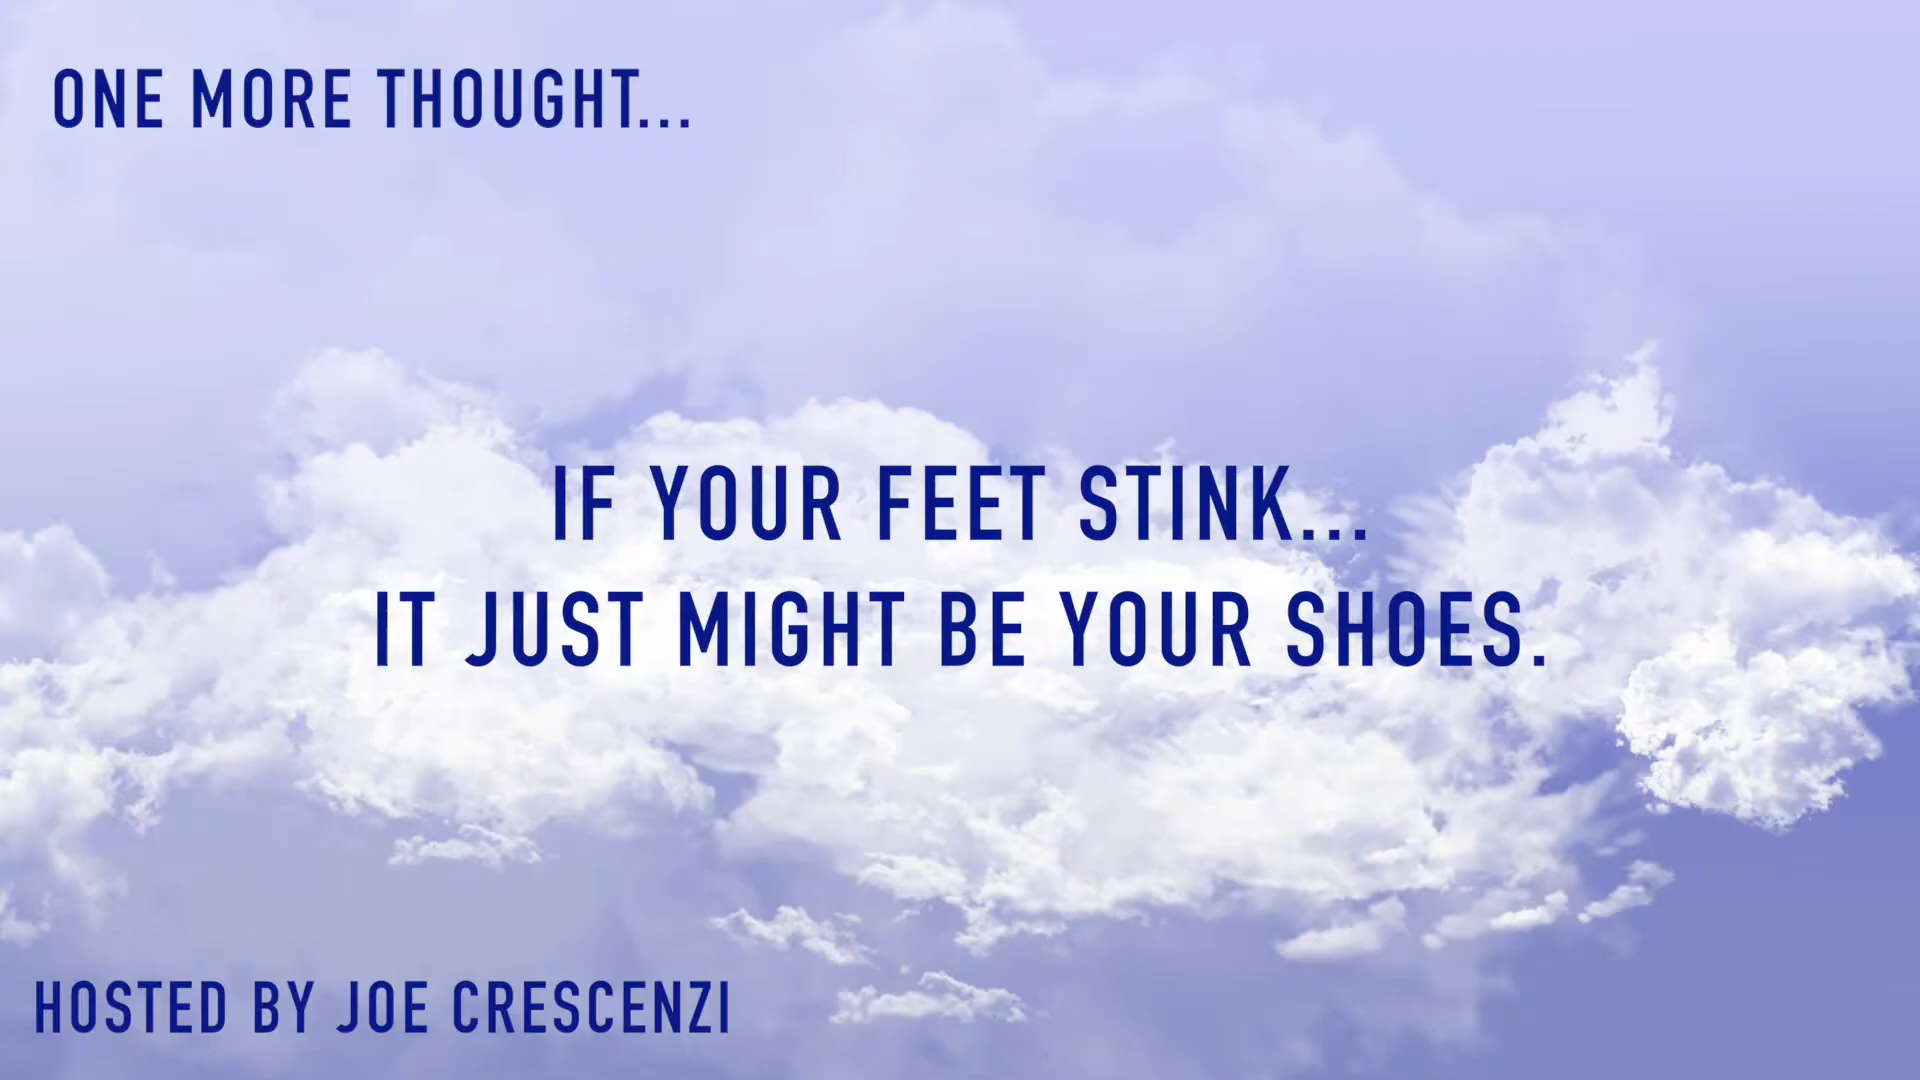 ONE MORE THOUGHT...
IF YOUR FEET STINK...
IT JUST MIGHT BE YOUR SHOES.
HOSTED BY JOE CRESCENZI